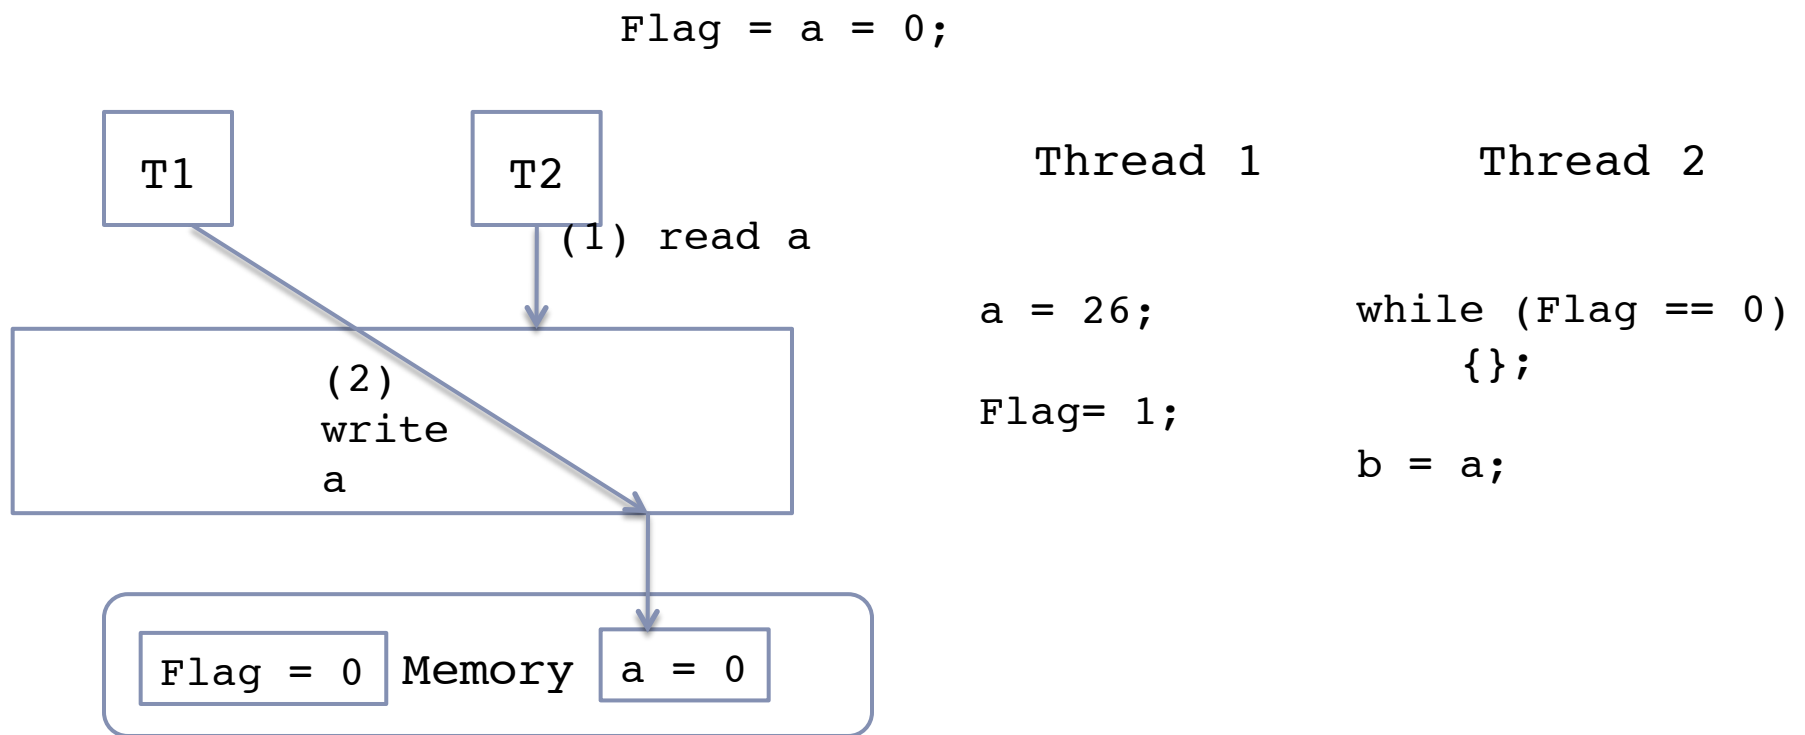 Flag = a = 0;
T1
T2
(1) read a
(2)
write
a
Flag = 0
Memory
a = 0
Thread 1
a = 26;
Flag= 1;
Thread 2
while (Flag == 0)
{};
b = a;